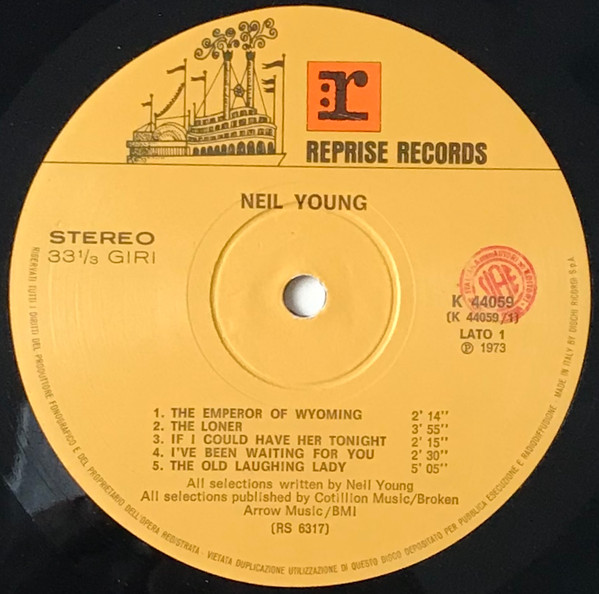 :r
REPRISE RECORDS
NEIL YOUNG
STEREO
33 1/3 GIRI
K 44059
(K 44059/1)
LATO 1
℗ 1973
1. THE EMPEROR OF WYOMING 2' 14"
2. THE LONER 3' 55"
3. IF I COULD HAVE HER TONIGHT 2' 15"
4. I'VE BEEN WAITING FOR YOU 2' 30"
5. THE OLD LAUGHING LADY 5' 05"
All selections written by Neil Young
All selections published by Cotillion Music/Broken
Arrow Music/BMI
(RS 6317)
RISERVATI TUTTI I DIRITTI DEL PRODUTTORE FONOGRAFICO E DEL PROPRIETARIO DELL'OPERA REGISTRATA - VIETATA DUPLICAZIONE UTILIZZAZIONE DI QUESTO DISCO DEPOSITATO PER PUBBLICA ESECUZIONE E RADIODIFFUSIONE. - MADE IN ITALY BY DISCHI RICORDI S.p.A.
SIAE